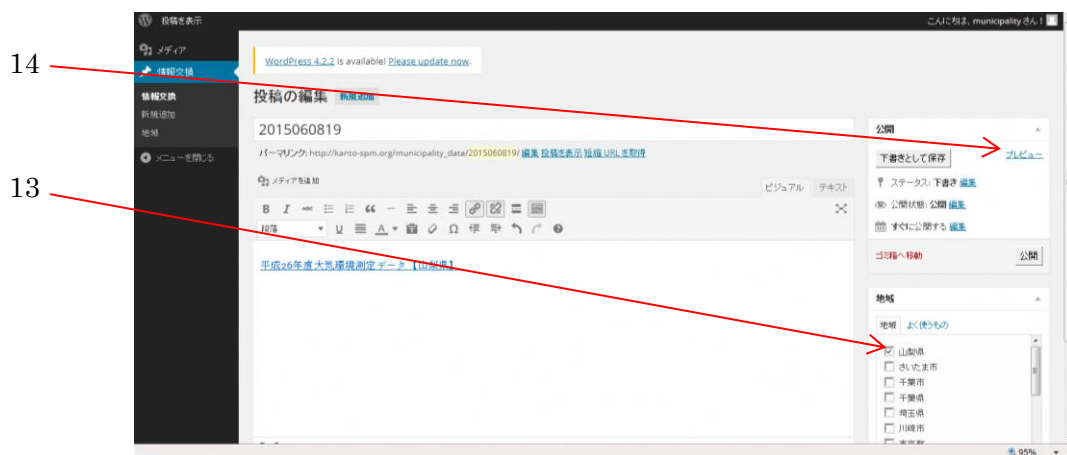 投稿を表示
こんにちは、municipality さん！
14
メディア
情報交換
情報交換
新規追加
地域
メニューを閉じる
WordPress 4.2.2 is available! Please update now.
投稿の編集 新規追加
2015060819
パーマリンク: http://kanto-spm.org/municipality_data/2015060819/ 編集 投稿を表示 短縮 URL を取得
メディアを追加
ビジュアル テキスト
段落
平成26年度大気環境測定データ【山梨県】
13
公開
下書きとして保存 プレビュー
ステータス: 下書き 編集
公開状態: 公開 編集
すぐに公開する 編集
ゴミ箱へ移動 公開
地域
地域 よく使うもの
山梨県
さいたま市
千葉市
千葉県
埼玉県
川崎市
95%